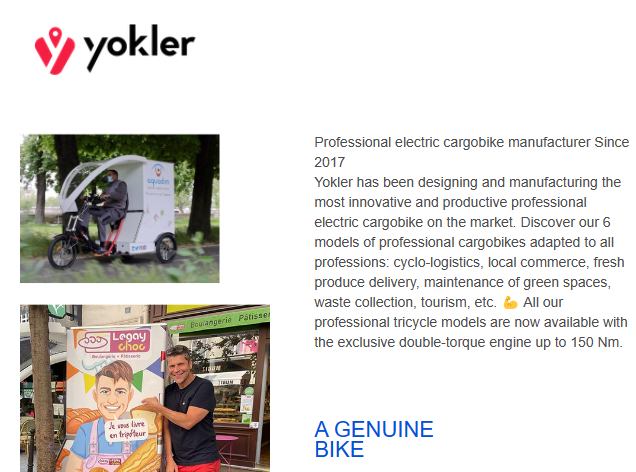 yokler
Professional electric cargobike manufacturer Since
2017
Yokler has been designing and manufacturing the
most innovative and productive professional
electric cargobike on the market. Discover our 6
models of professional cargobikes adapted to all
professions: cyclo-logistics, local commerce, fresh
produce delivery, maintenance of green spaces,
waste collection, tourism, etc. 💪 All our
professional tricycle models are now available with
the exclusive double-torque engine up to 150 Nm.
Boulangerie Pâtisserie
Legay
choc
Boulangerie • Pâtisserie
Je vous livre
en triporteur
A GENUINE
BIKE